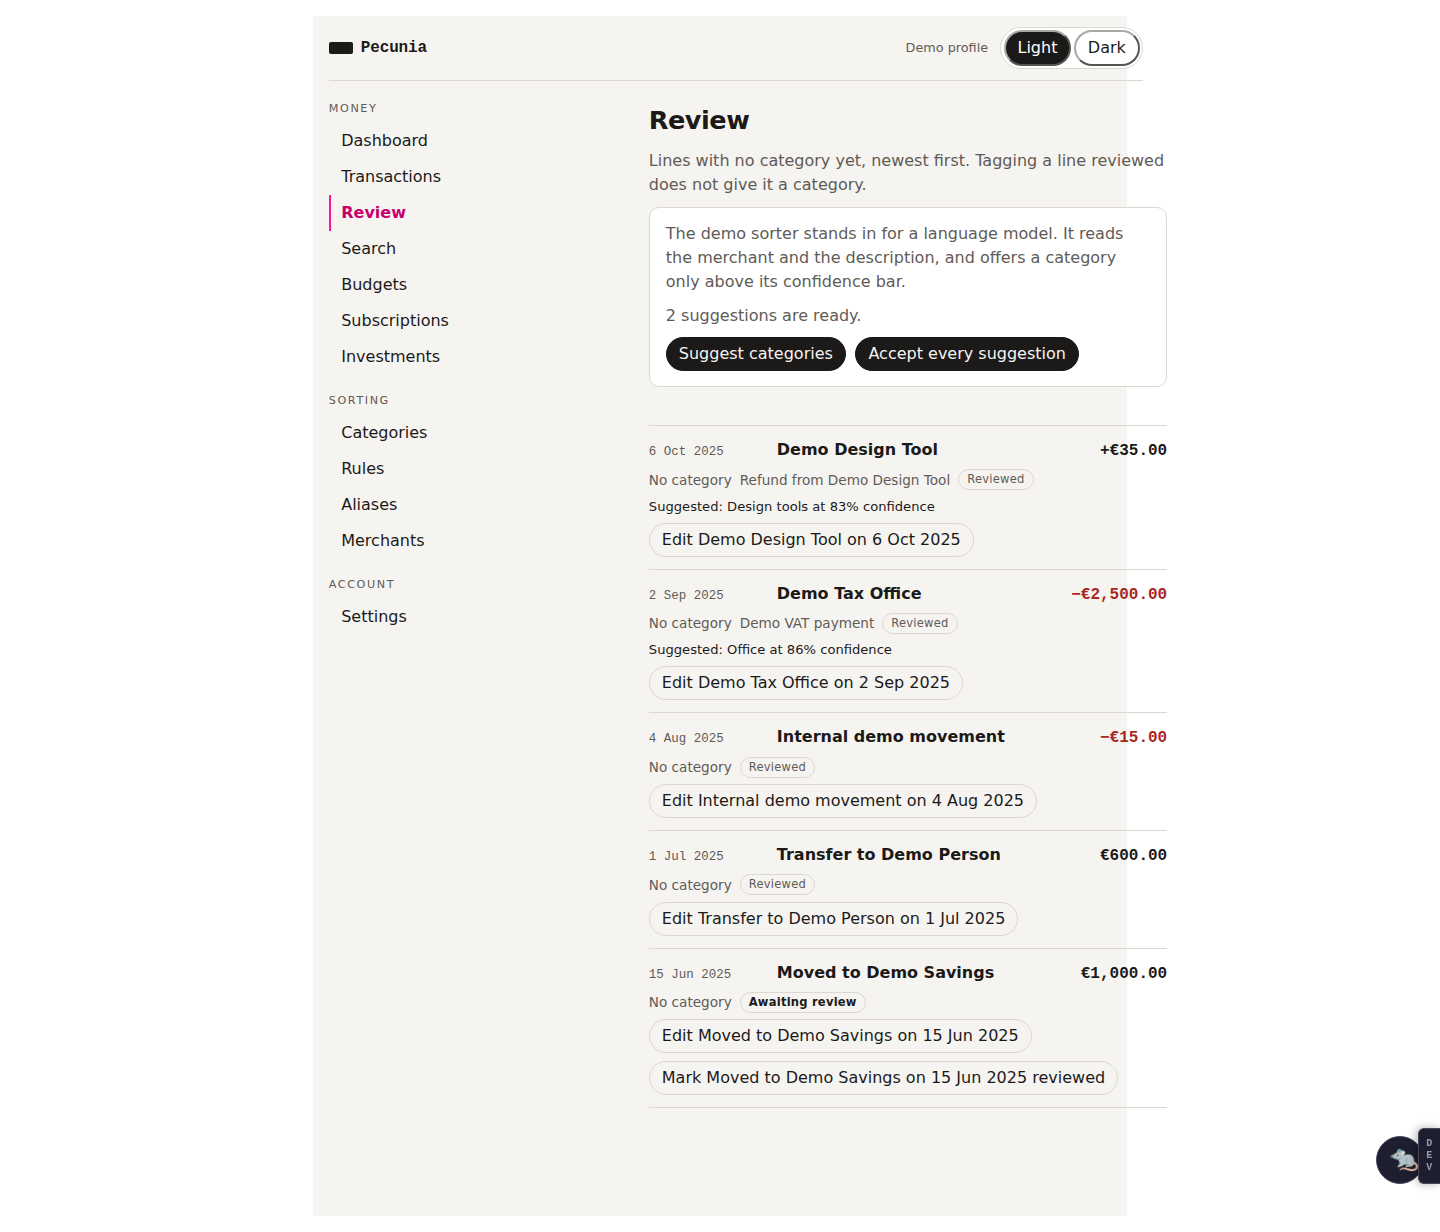 Pecunia
Demo profile
Light
Dark
MONEY
Dashboard
Transactions
Review
Search
Budgets
Subscriptions
Investments
SORTING
Categories
Rules
Aliases
Merchants
ACCOUNT
Settings
Review
Lines with no category yet, newest first. Tagging a line reviewed
does not give it a category.
The demo sorter stands in for a language model. It reads
the merchant and the description, and offers a category
only above its confidence bar.
2 suggestions are ready.
Suggest categories
Accept every suggestion
6 Oct 2025 Demo Design Tool +€35.00
No category Refund from Demo Design Tool Reviewed
Suggested: Design tools at 83% confidence
Edit Demo Design Tool on 6 Oct 2025
2 Sep 2025 Demo Tax Office −€2,500.00
No category Demo VAT payment Reviewed
Suggested: Office at 86% confidence
Edit Demo Tax Office on 2 Sep 2025
4 Aug 2025 Internal demo movement −€15.00
No category Reviewed
Edit Internal demo movement on 4 Aug 2025
1 Jul 2025 Transfer to Demo Person €600.00
No category Reviewed
Edit Transfer to Demo Person on 1 Jul 2025
15 Jun 2025 Moved to Demo Savings €1,000.00
No category Awaiting review
Edit Moved to Demo Savings on 15 Jun 2025
Mark Moved to Demo Savings on 15 Jun 2025 reviewed
DEV